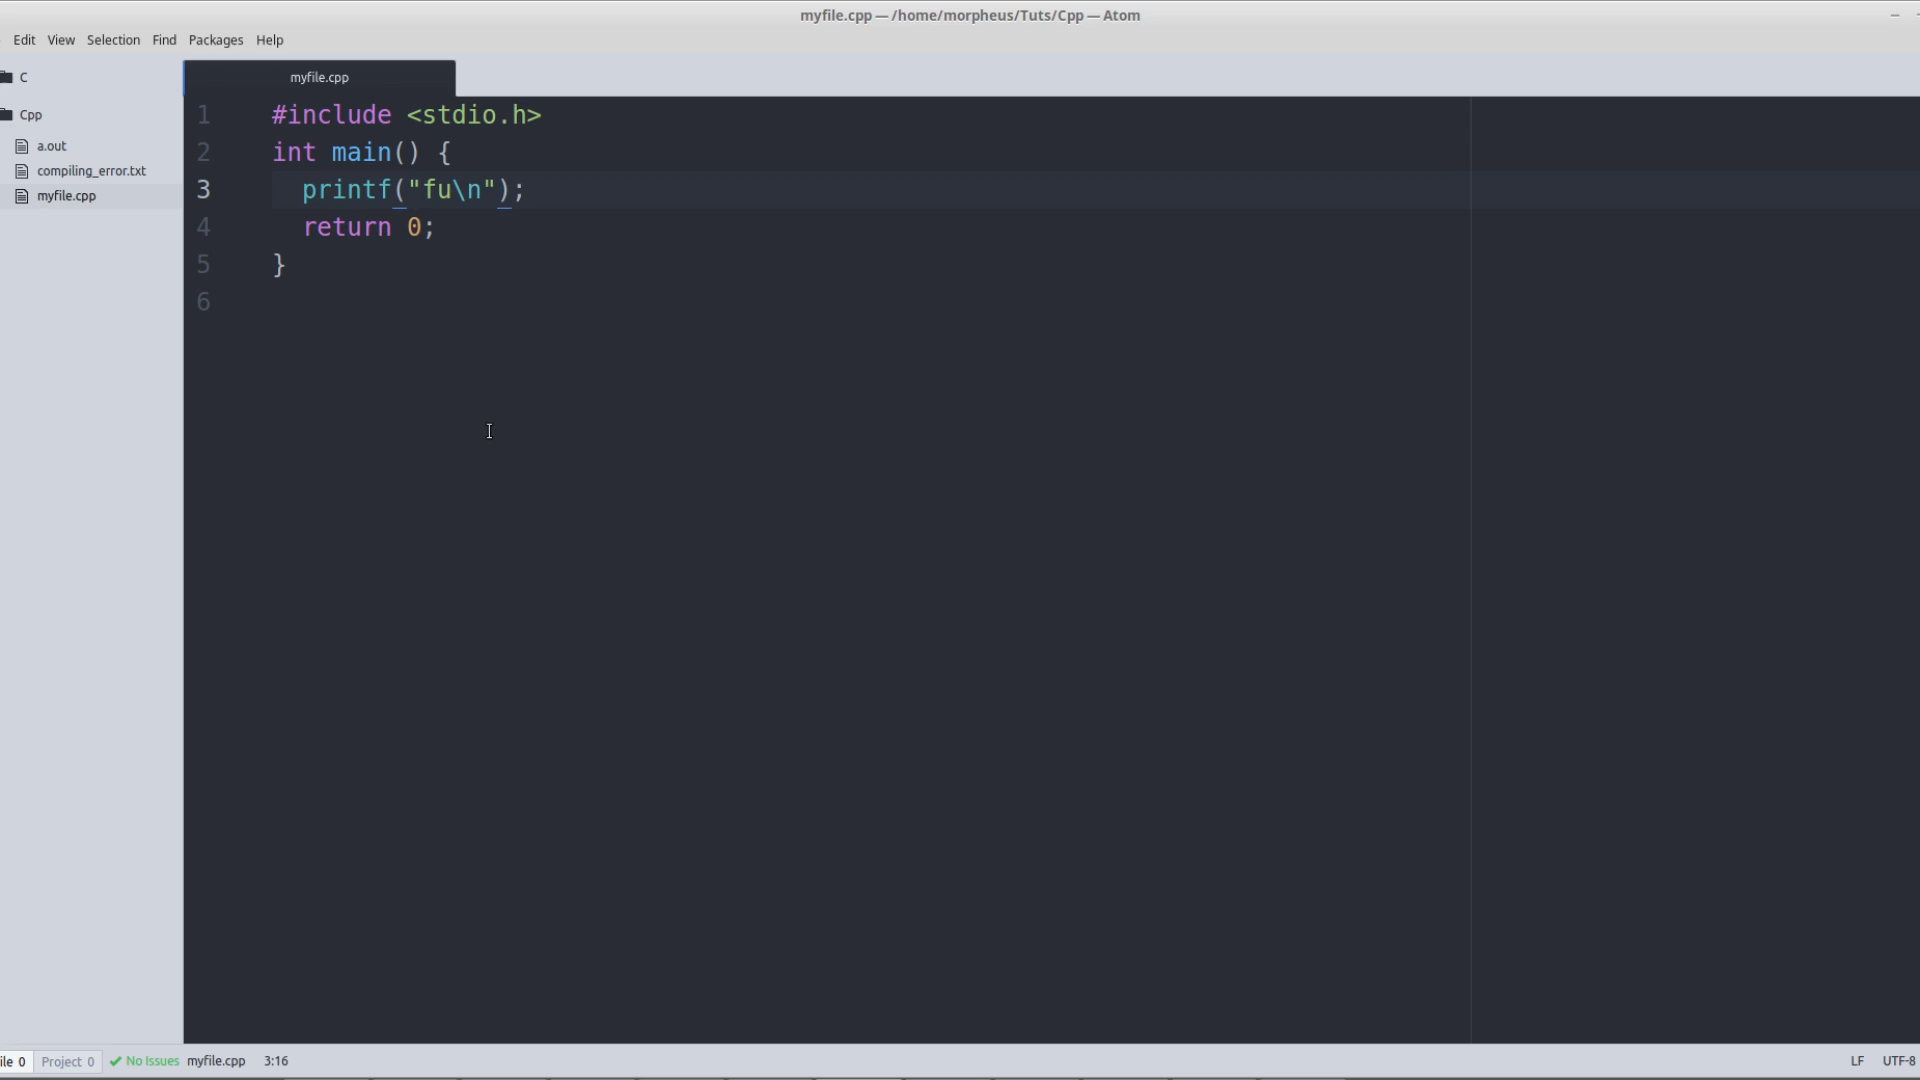 myfile.cpp — /home/morpheus/Tuts/Cpp — Atom
Edit View Selection Find Packages Help
C
Cpp
a.out
compiling_error.txt
myfile.cpp
myfile.cpp
1 #include <stdio.h>
2 int main() {
3   printf("fu\n");
4   return 0;
5 }
6
ile 0 Project 0 No Issues myfile.cpp 3:16 LF UTF-8